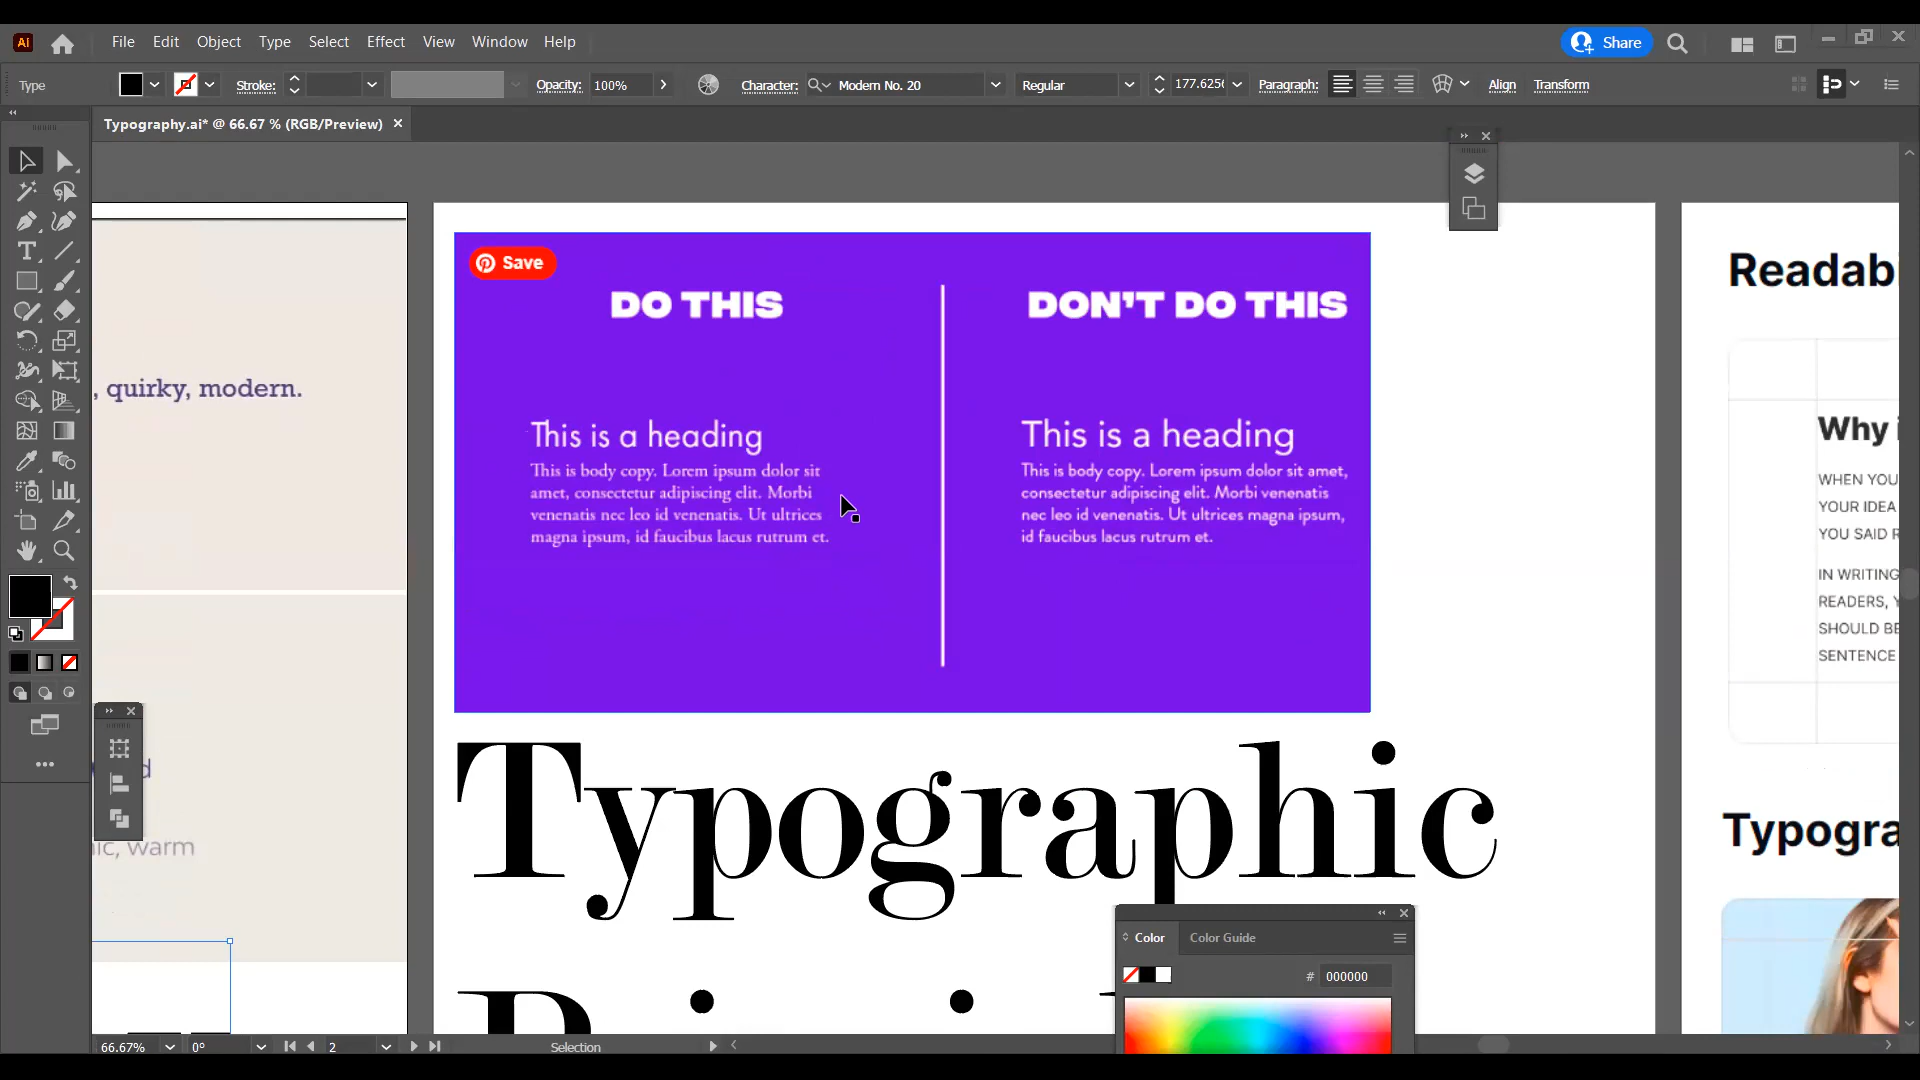 Ai File Edit Object Type Select Effect View Window Help Share
Type Stroke: Opacity: 100% Character: Modern No. 20 Regular Paragraph: Align Transform
Typography.ai* @ 66.67 % (RGB/Preview)
Save
DO THIS
DON'T DO THIS
This is a heading
This is body copy. Lorem ipsum dolor sit
amet, consectetur adipiscing elit. Morbi
venenatis nec leo id venenatis. Ut ultrices
magna ipsum, id faucibus lacus rutrum et.
This is a heading
This is body copy. Lorem ipsum dolor sit amet,
consectetur adipiscing elit. Morbi venenatis
nec leo id venenatis. Ut ultrices magna ipsum,
id faucibus lacus rutrum et.
, quirky, modern.
d
ic, warm
Typographic
Readab
Why i
WHEN YOU
YOUR IDEA
YOU SAID R
IN WRITING
READERS, Y
SHOULD BE
SENTENCE
Typogra
Color Color Guide
# 000000
66.67% 0° 2 Selection